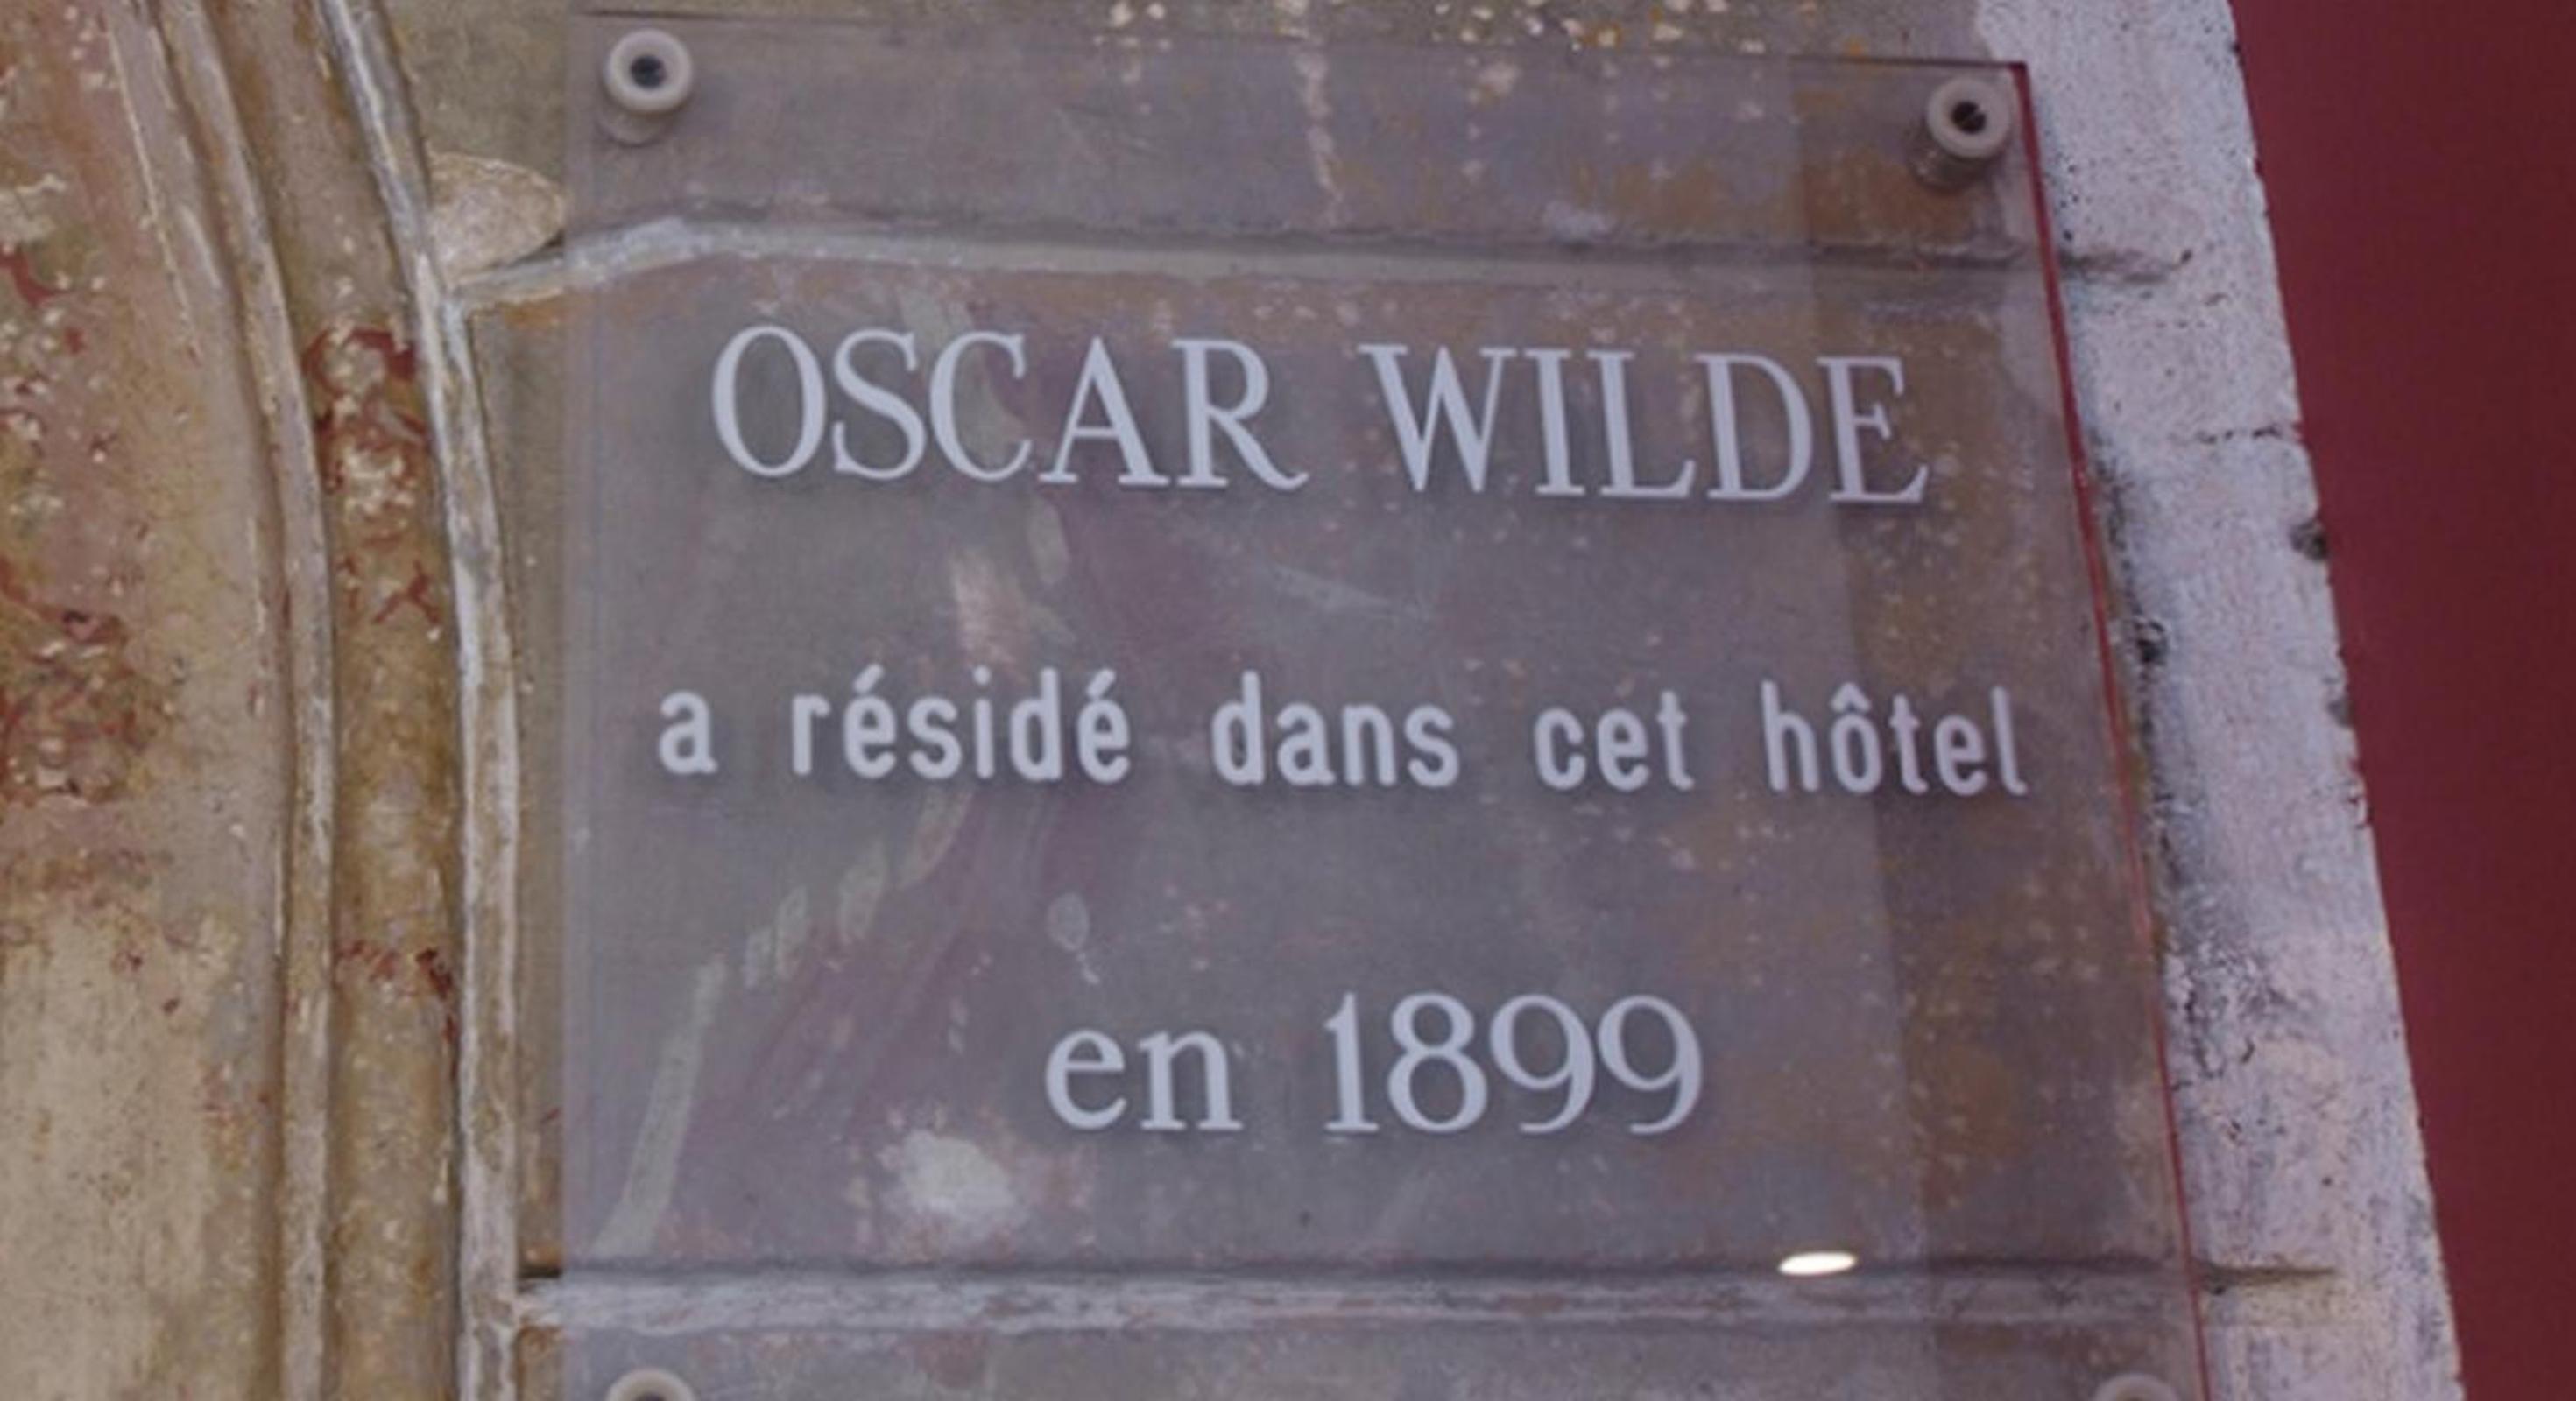 OSCAR WILDE
a résidé dans cet hôtel
en 1899